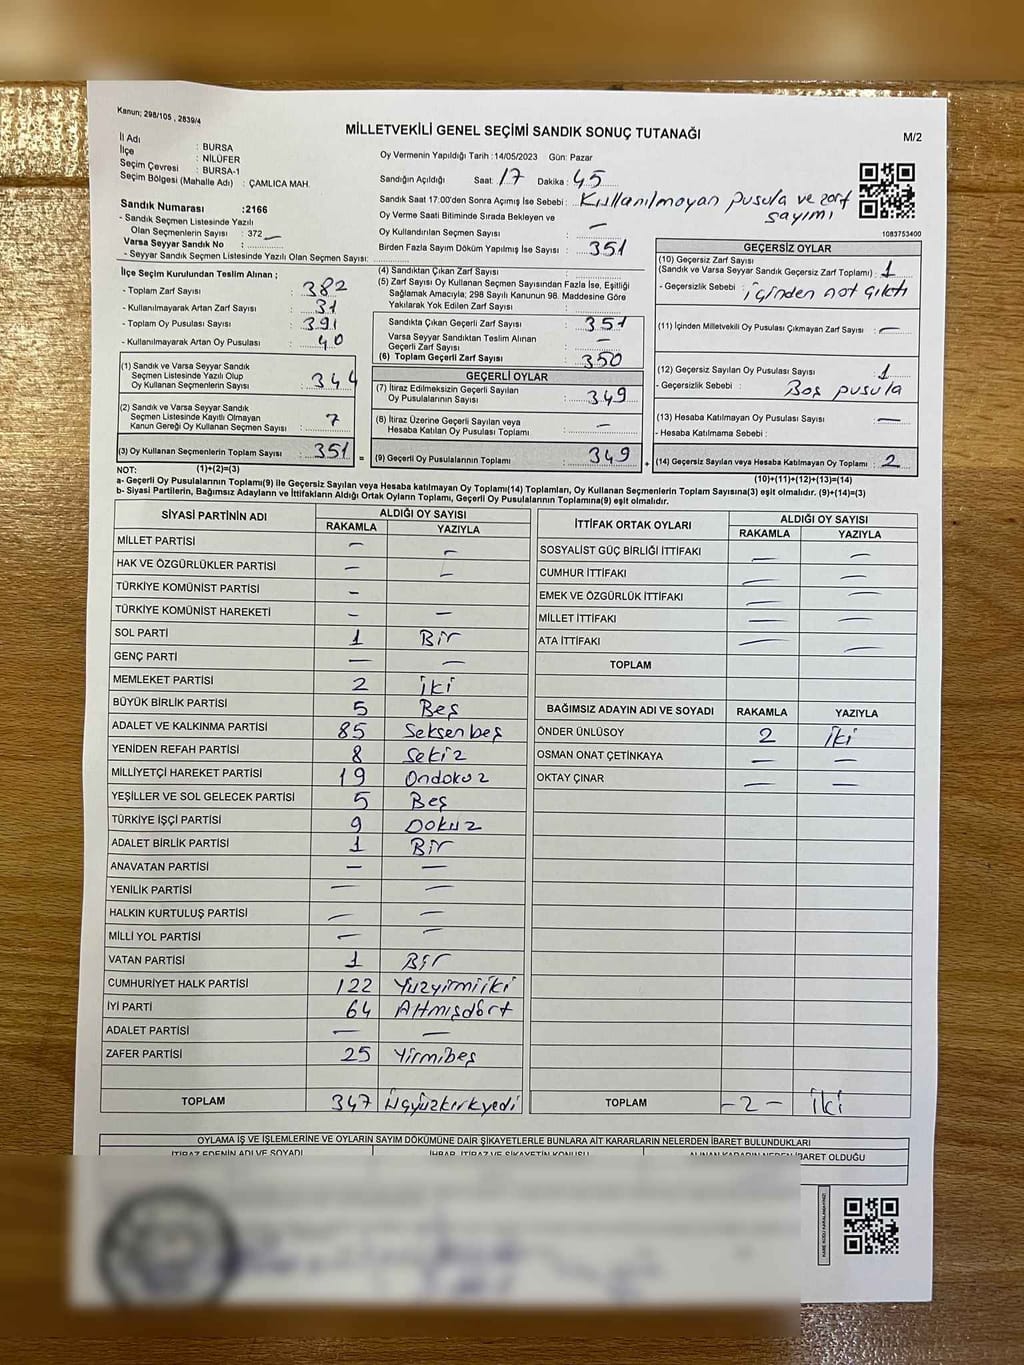 Kanun; 298/105 , 2839/4
MİLLETVEKİLİ GENEL SEÇİMİ SANDIK SONUÇ TUTANAĞI
M/2
İl Adı : BURSA
İlçe : NİLÜFER
Seçim Çevresi : BURSA-1
Seçim Bölgesi (Mahalle Adı) : ÇAMLICA MAH.
Sandık Numarası :2166
- Sandık Seçmen Listesinde Yazılı
Olan Seçmenlerin Sayısı : 372
Varsa Seyyar Sandık No :
- Seyyar Sandık Seçmen Listesinde Yazılı Olan Seçmen Sayısı:
Oy Vermenin Yapıldığı Tarih :14/05/2023 Gün: Pazar
Sandığın Açıldığı Saat: 17 Dakika: 45
Sandık Saat 17:00'den Sonra Açımış İse Sebebi : Kullanılmayan pusula ve zarf sayımı
Oy Verme Saati Bitiminde Sırada Bekleyen ve
Oy Kullandırılan Seçmen Sayısı : —
Birden Fazla Sayım Döküm Yapılmış İse Sayısı : 351
1083753400
İlçe Seçim Kurulundan Teslim Alınan ;
- Toplam Zarf Sayısı : 382
- Kullanılmayarak Artan Zarf Sayısı : 31
- Toplam Oy Pusulası Sayısı : 391
- Kullanılmayarak Artan Oy Pusulası : 40
(1) Sandık ve Varsa Seyyar Sandık
Seçmen Listesinde Yazılı Olup
Oy Kullanan Seçmenlerin Sayısı : 344
(2) Sandık ve Varsa Seyyar Sandık
Seçmen Listesinde Kayıtlı Olmayan
Kanun Gereği Oy Kullanan Seçmen Sayısı : 7
(3) Oy Kullanan Seçmenlerin Toplam Sayısı : 351 =
(4) Sandıktan Çıkan Zarf Sayısı :
(5) Zarf Sayısı Oy Kullanan Seçmen Sayısından Fazla İse, Eşitliği
Sağlamak Amacıyla; 298 Sayılı Kanunun 98. Maddesine Göre
Yakılarak Yok Edilen Zarf Sayısı :
Sandıkta Çıkan Geçerli Zarf Sayısı : 351
Varsa Seyyar Sandıktan Teslim Alınan
Geçerli Zarf Sayısı : —
(6) Toplam Geçerli Zarf Sayısı : 350
GEÇERLİ OYLAR
(7) İtiraz Edilmeksizin Geçerli Sayılan
Oy Pusulalarının Sayısı : 349
(8) İtiraz Üzerine Geçerli Sayılan veya
Hesaba Katılan Oy Pusulası Toplamı : —
(9) Geçerli Oy Pusulalarının Toplamı : 349 +
GEÇERSİZ OYLAR
(10) Geçersiz Zarf Sayısı
(Sandık ve Varsa Seyyar Sandık Geçersiz Zarf Toplamı) : 1
- Geçersizlik Sebebi : içinden not çıktı
(11) İçinden Milletvekili Oy Pusulası Çıkmayan Zarf Sayısı : —
(12) Geçersiz Sayılan Oy Pusulası Sayısı : 1
- Geçersizlik Sebebi : Boş pusula
(13) Hesaba Katılmayan Oy Pusulası Sayısı : —
- Hesaba Katılmama Sebebi :
(14) Geçersiz Sayılan veya Hesaba Katılmayan Oy Toplamı : 2
NOT: (1)+(2)=(3)
(10)+(11)+(12)+(13)=(14)
a- Geçerli Oy Pusulalarının Toplamı(9) ile Geçersiz Sayılan veya Hesaba katılmayan Oy Toplamı(14) Toplamları, Oy Kullanan Seçmenlerin Toplam Sayısına(3) eşit olmalıdır. (9)+(14)=(3)
b- Siyasi Partilerin, Bağımsız Adayların ve İttifakların Aldığı Ortak Oyların Toplamı, Geçerli Oy Pusulalarının Toplamına(9) eşit olmalıdır.
SİYASİ PARTİNİN ADI ALDIĞI OY SAYISI
RAKAMLA YAZIYLA
MİLLET PARTİSİ — —
HAK VE ÖZGÜRLÜKLER PARTİSİ — —
TÜRKİYE KOMÜNİST PARTİSİ –
TÜRKİYE KOMÜNİST HAREKETİ – —
SOL PARTİ 1 Bir
GENÇ PARTİ — —
MEMLEKET PARTİSİ 2 İki
BÜYÜK BİRLİK PARTİSİ 5 Beş
ADALET VE KALKINMA PARTİSİ 85 Seksenbeş
YENİDEN REFAH PARTİSİ 8 Sekiz
MİLLİYETÇİ HAREKET PARTİSİ 19 Ondokuz
YEŞİLLER VE SOL GELECEK PARTİSİ 5 Beş
TÜRKİYE İŞÇİ PARTİSİ 9 Dokuz
ADALET BİRLİK PARTİSİ 1 Bir
ANAVATAN PARTİSİ — —
YENİLİK PARTİSİ — —
HALKIN KURTULUŞ PARTİSİ — —
MİLLİ YOL PARTİSİ — —
VATAN PARTİSİ 1 Bir
CUMHURİYET HALK PARTİSİ 122 Yüzyirmiiki
İYİ PARTİ 64 Altmışdört
ADALET PARTİSİ — —
ZAFER PARTİSİ 25 Yirmibeş
TOPLAM 347 Üçyüzkırkyedi
İTTİFAK ORTAK OYLARI ALDIĞI OY SAYISI
RAKAMLA YAZIYLA
SOSYALİST GÜÇ BİRLİĞİ İTTİFAKI — —
CUMHUR İTTİFAKI — —
EMEK VE ÖZGÜRLÜK İTTİFAKI — —
MİLLET İTTİFAKI — —
ATA İTTİFAKI — —
TOPLAM
BAĞIMSIZ ADAYIN ADI VE SOYADI RAKAMLA YAZIYLA
ÖNDER ÜNLÜSOY 2 İki
OSMAN ONAT ÇETİNKAYA — —
OKTAY ÇINAR — —
TOPLAM -2- İki
OYLAMA İŞ VE İŞLEMLERİNE VE OYLARIN SAYIM DÖKÜMÜNE DAİR ŞİKAYETLERLE BUNLARA AİT KARARLARIN NELERDEN İBARET BULUNDUKLARI
İTİRAZ EDENİN ADI VE SOYADI İHBAR, İTİRAZ VE ŞİKAYETİN KONUSU ALINAN KARARIN NEDEN İBARET OLDUĞU